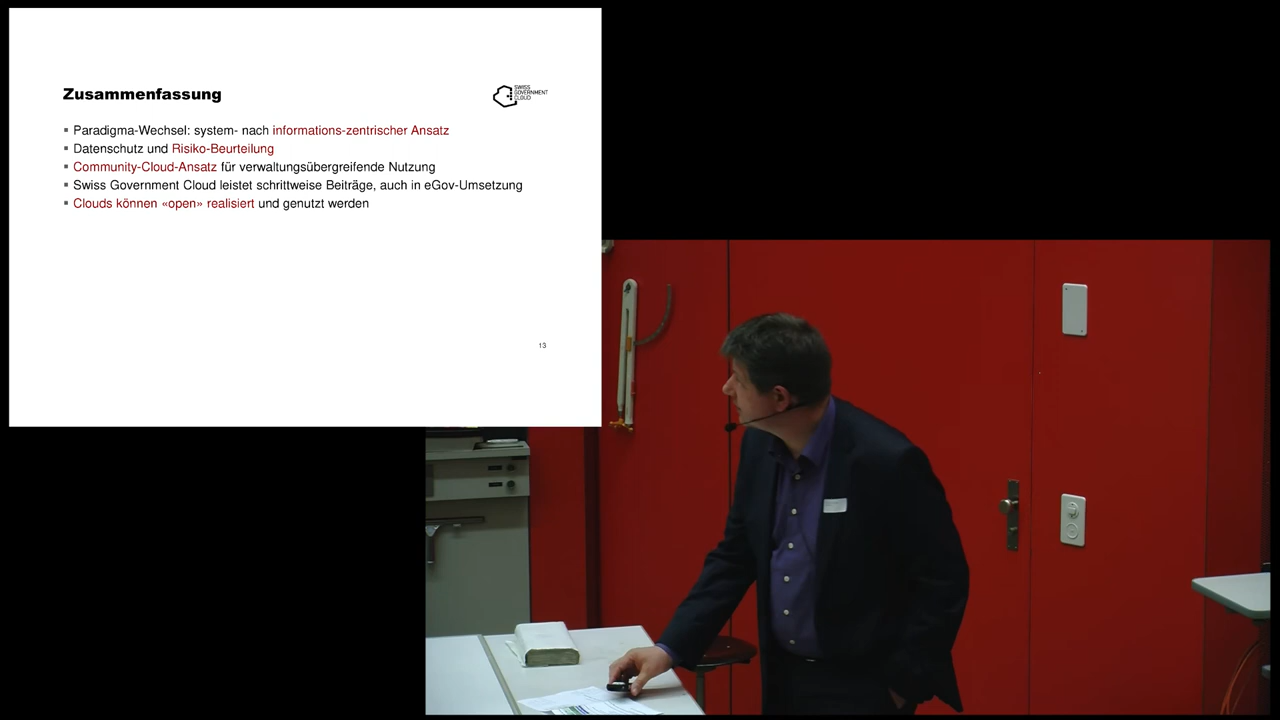 Zusammenfassung
SWISS
GOVERNMENT
CLOUD
Paradigma-Wechsel: system- nach informations-zentrischer Ansatz
Datenschutz und Risiko-Beurteilung
Community-Cloud-Ansatz für verwaltungsübergreifende Nutzung
Swiss Government Cloud leistet schrittweise Beiträge, auch in eGov-Umsetzung
Clouds können «open» realisiert und genutzt werden
13